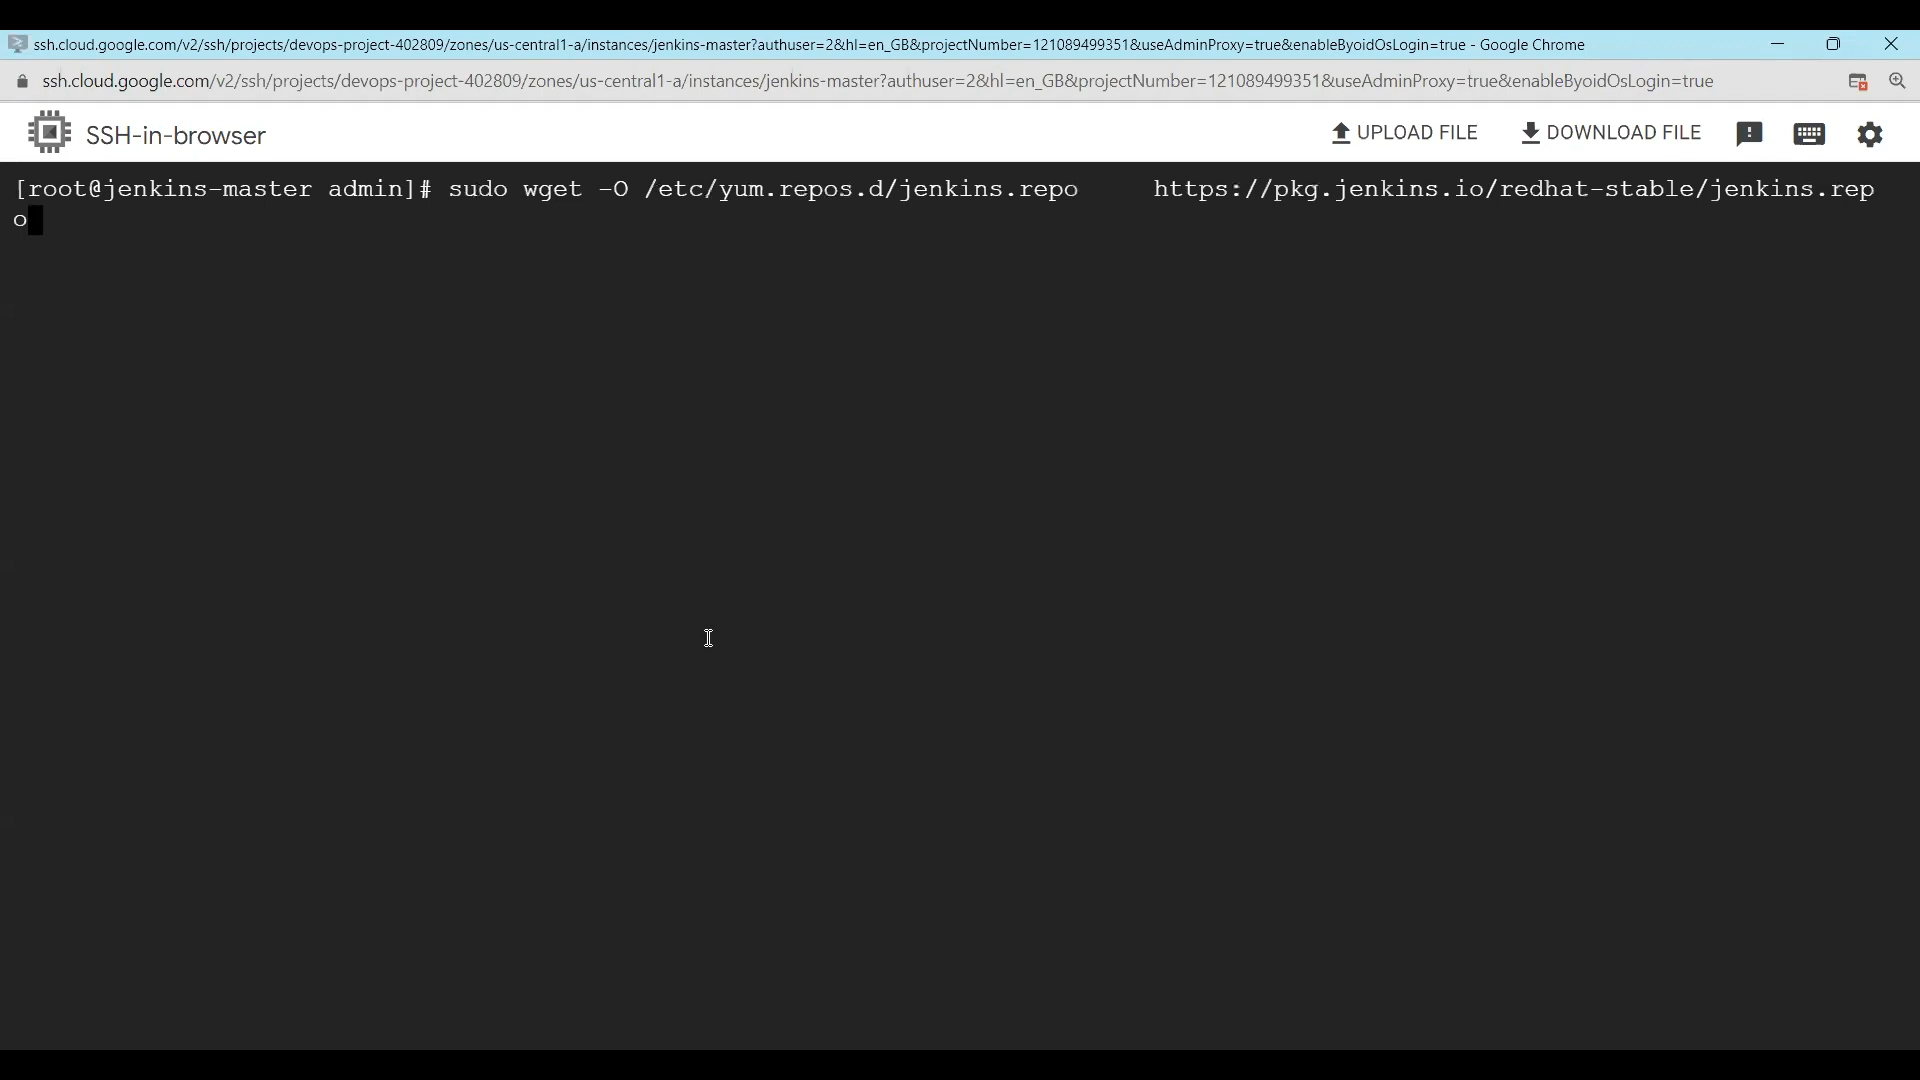 ssh.cloud.google.com/v2/ssh/projects/devops-project-402809/zones/us-central1-a/instances/jenkins-master?authuser=2&hl=en_GB&projectNumber=121089499351&useAdminProxy=true&enableByoidOsLogin=true - Google Chrome
ssh.cloud.google.com/v2/ssh/projects/devops-project-402809/zones/us-central1-a/instances/jenkins-master?authuser=2&hl=en_GB&projectNumber=121089499351&useAdminProxy=true&enableByoidOsLogin=true
SSH-in-browser UPLOAD FILE DOWNLOAD FILE
[root@jenkins-master admin]# sudo wget -O /etc/yum.repos.d/jenkins.repo     https://pkg.jenkins.io/redhat-stable/jenkins.rep
o